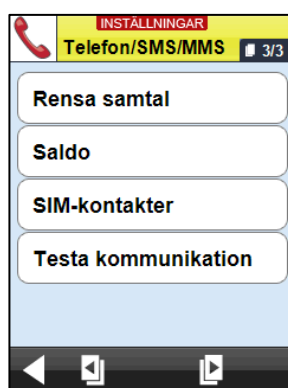 INSTÄLLNINGAR
Telefon/SMS/MMS 3/3
Rensa samtal
Saldo
SIM-kontakter
Testa kommunikation